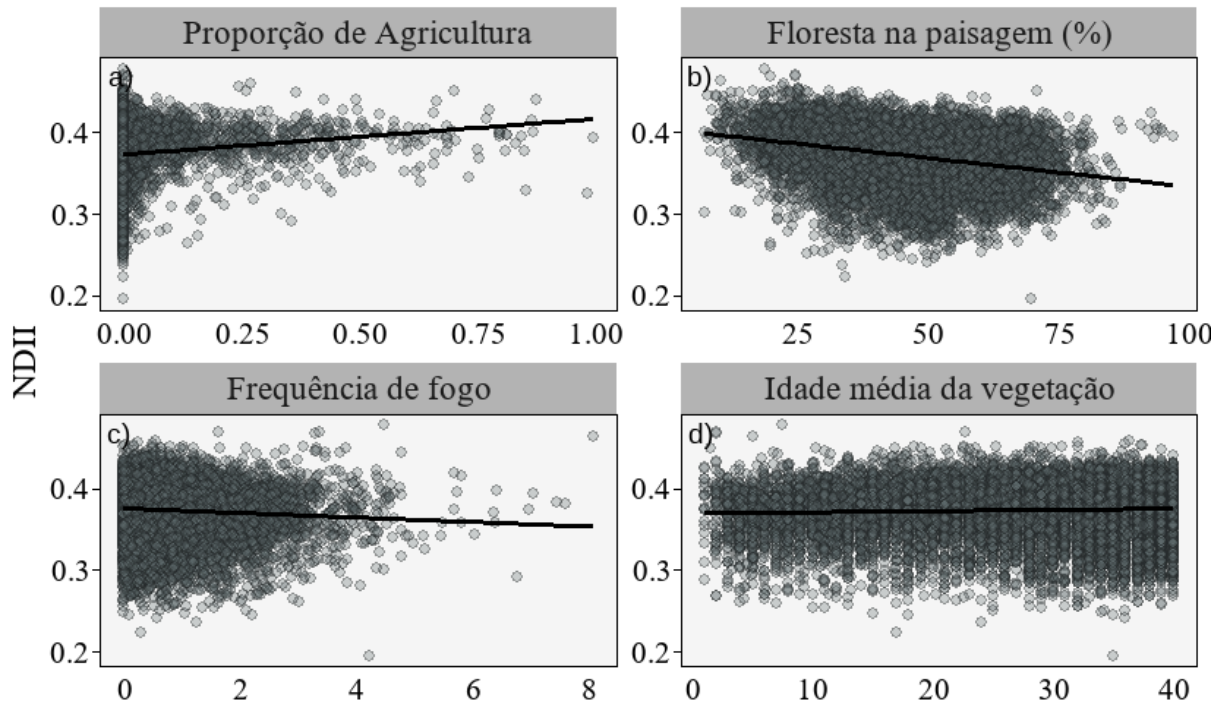 Proporção de Agricultura
Floresta na paisagem (%)
a)
b)
0.4
0.3
0.2
0.4
0.3
0.2
0.00 0.25 0.50 0.75 1.00
25 50 75 100
NDII
Frequência de fogo
Idade média da vegetação
c)
d)
0.4
0.3
0.2
0.4
0.3
0.2
0 2 4 6 8
0 10 20 30 40